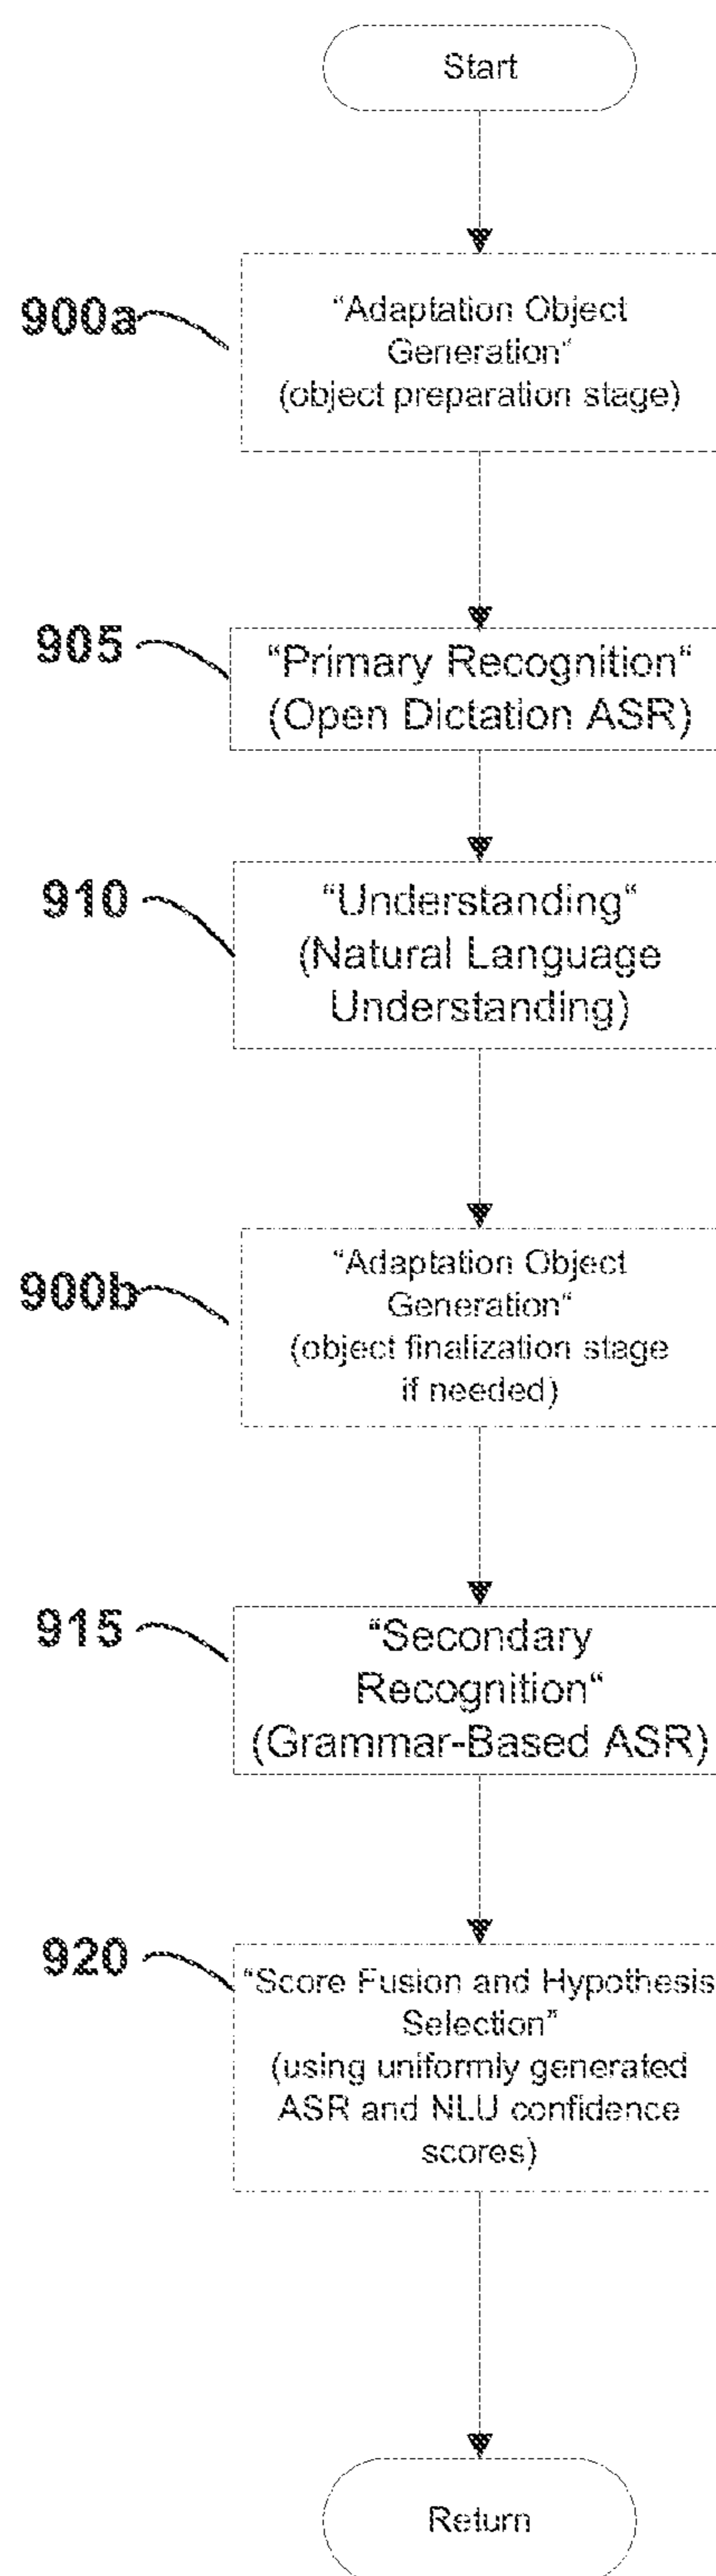 Start
900a
“Adaptation Object
Generation“
(object preparation stage)
905
“Primary Recognition“
(Open Dictation ASR)
910
“Understanding“
(Natural Language
Understanding)
900b
“Adaptation Object
Generation“
(object finalization stage
if needed)
915
“Secondary
Recognition“
(Grammar-Based ASR)
920
“Score Fusion and Hypothesis
Selection”
(using uniformly generated
ASR and NLU confidence
scores)
Return